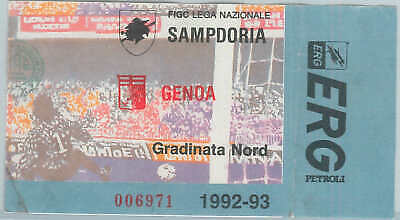 FIGC LEGA NAZIONALE
SAMPDORIA
GENOA
Gradinata Nord
006971 1992-93
ERG
ERG
PETROLI